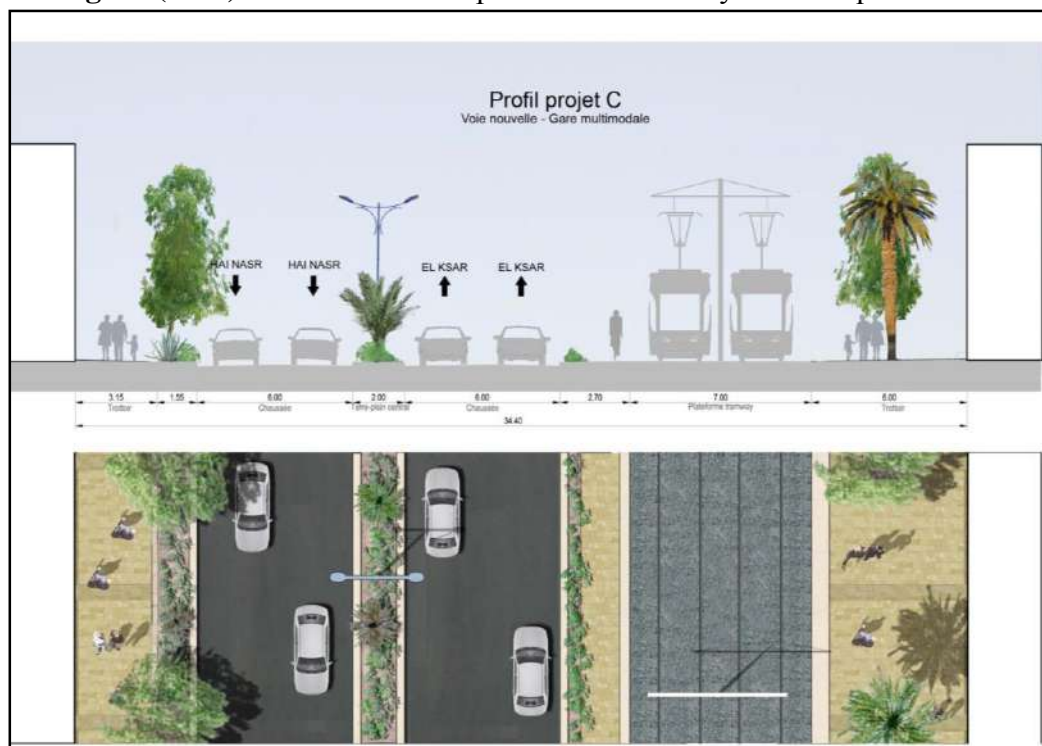 Profil projet C
Voie nouvelle - Gare multimodale
HAI NASR HAI NASR EL KSAR EL KSAR
3.15 1.55 6.00 2.00 6.00 2.70 7.00 6.00
Trottoir Chaussée Terre-plein central Chaussée Plateforme tramway Trottoir
34.40